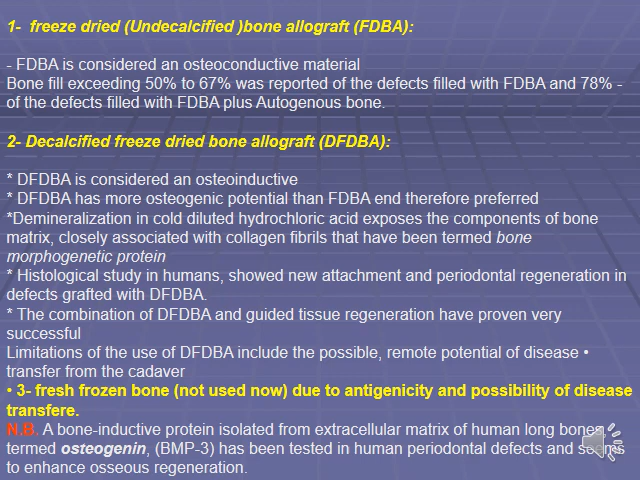 1- freeze dried (Undecalcified )bone allograft (FDBA):
- FDBA is considered an osteoconductive material
Bone fill exceeding 50% to 67% was reported of the defects filled with FDBA and 78% -
of the defects filled with FDBA plus Autogenous bone.
2- Decalcified freeze dried bone allograft (DFDBA):
* DFDBA is considered an osteoinductive
* DFDBA has more osteogenic potential than FDBA end therefore preferred
*Demineralization in cold diluted hydrochloric acid exposes the components of bone
matrix, closely associated with collagen fibrils that have been termed bone
morphogenetic protein
* Histological study in humans, showed new attachment and periodontal regeneration in
defects grafted with DFDBA.
* The combination of DFDBA and guided tissue regeneration have proven very
successful
Limitations of the use of DFDBA include the possible, remote potential of disease •
transfer from the cadaver
• 3- fresh frozen bone (not used now) due to antigenicity and possibility of disease
transfere.
N.B. A bone-inductive protein isolated from extracellular matrix of human long bones
termed osteogenin, (BMP-3) has been tested in human periodontal defects and seems
to enhance osseous regeneration.